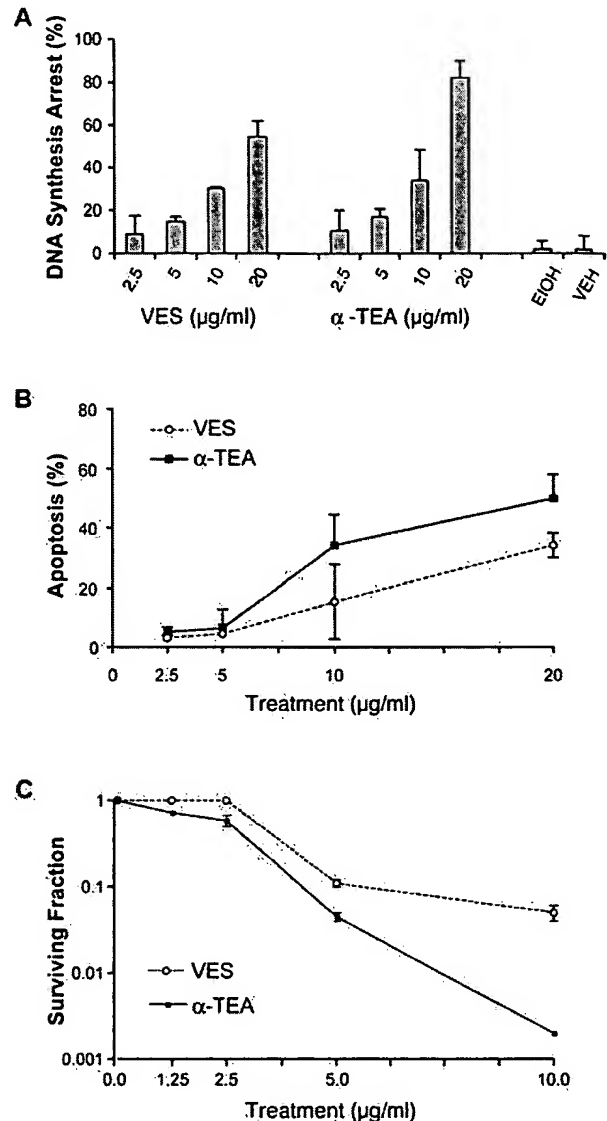 A
DNA Synthesis Arrest (%)
100
80
60
40
20
0
2.5
5
10
20
2.5
5
10
20
EtOH
VEH
VES (µg/ml)
α -TEA (µg/ml)
B
VES
α-TEA
Apoptosis (%)
80
60
40
20
0
0
2.5
5
10
20
Treatment (µg/ml)
C
Surviving Fraction
1
0.1
0.01
0.001
VES
α-TEA
0.0
1.25
2.5
5.0
10.0
Treatment (µg/ml)